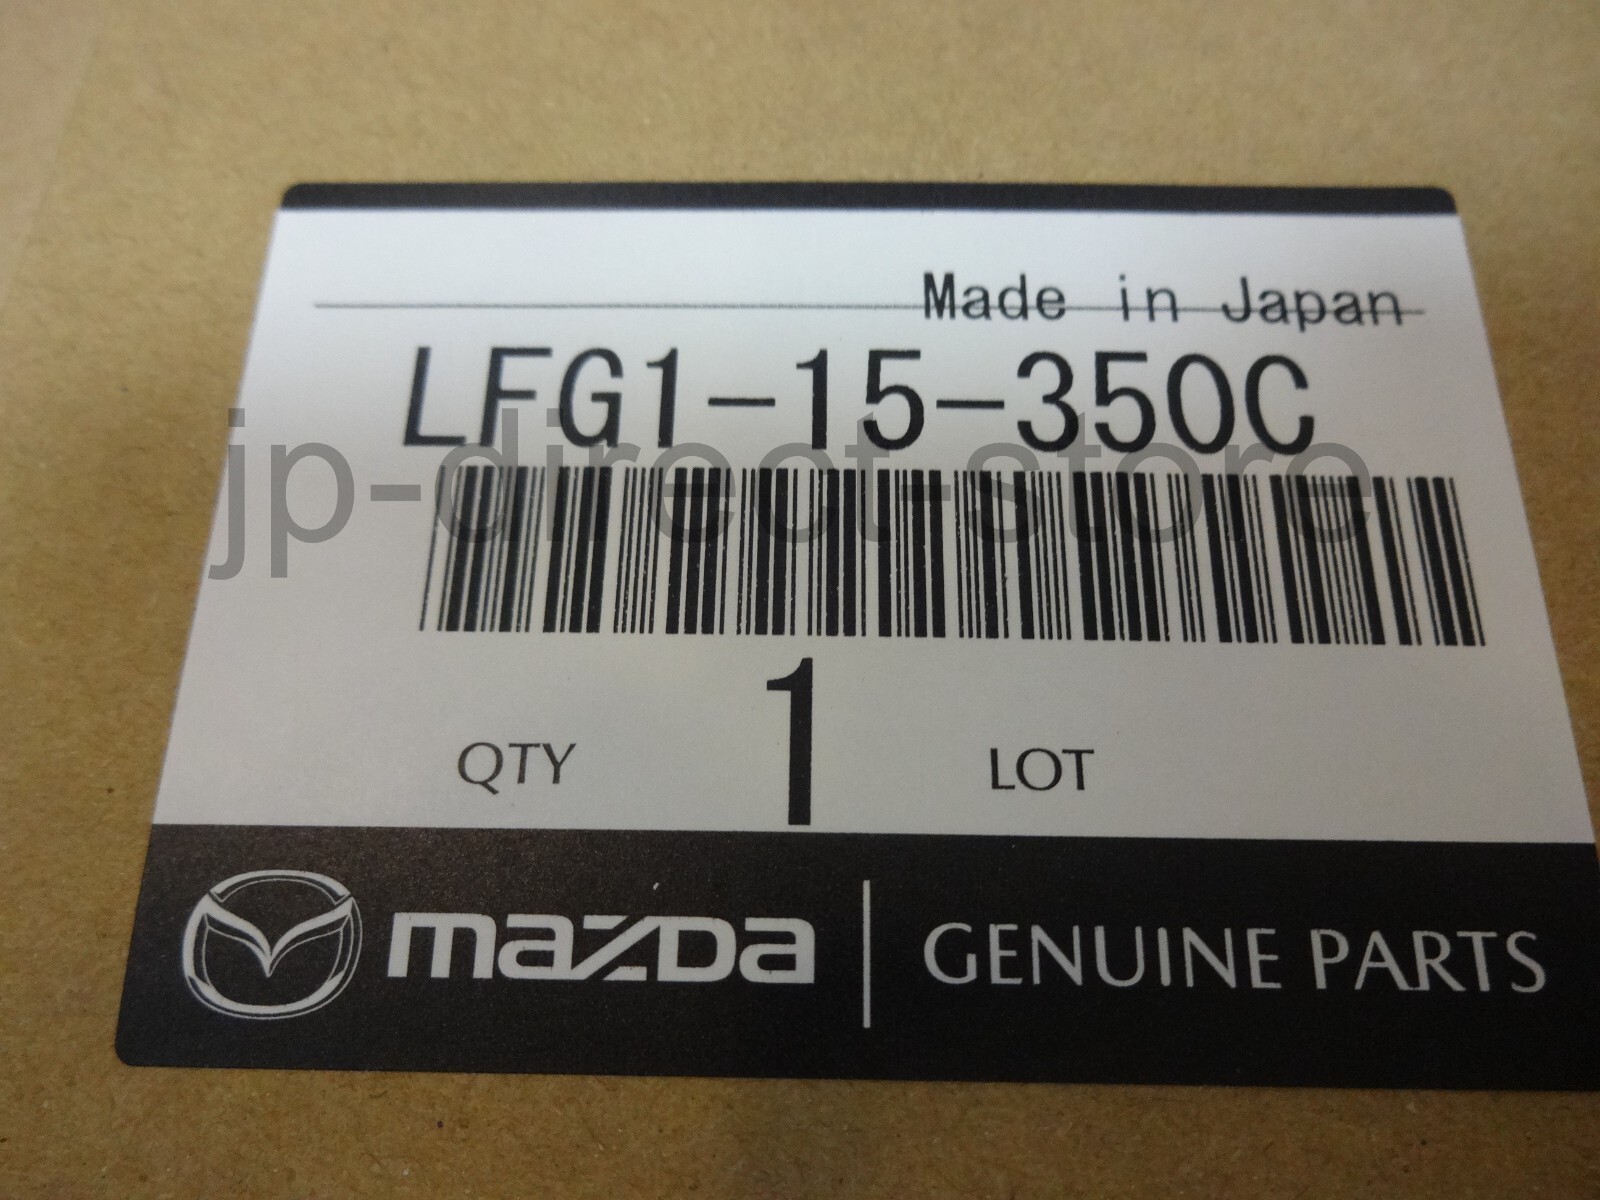 Made in Japan
LFG1-15-350C
jp-direct-store
QTY 1 LOT
mazda GENUINE PARTS